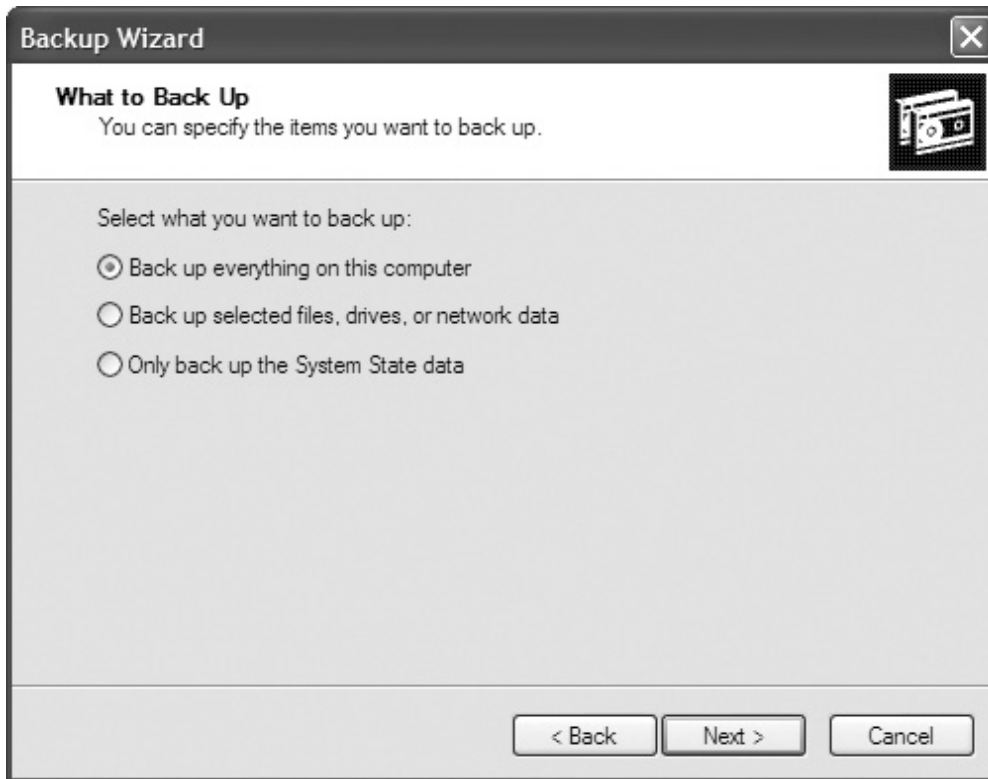 Backup Wizard
What to Back Up
You can specify the items you want to back up.
Select what you want to back up:
Back up everything on this computer
Back up selected files, drives, or network data
Only back up the System State data
< Back Next > Cancel